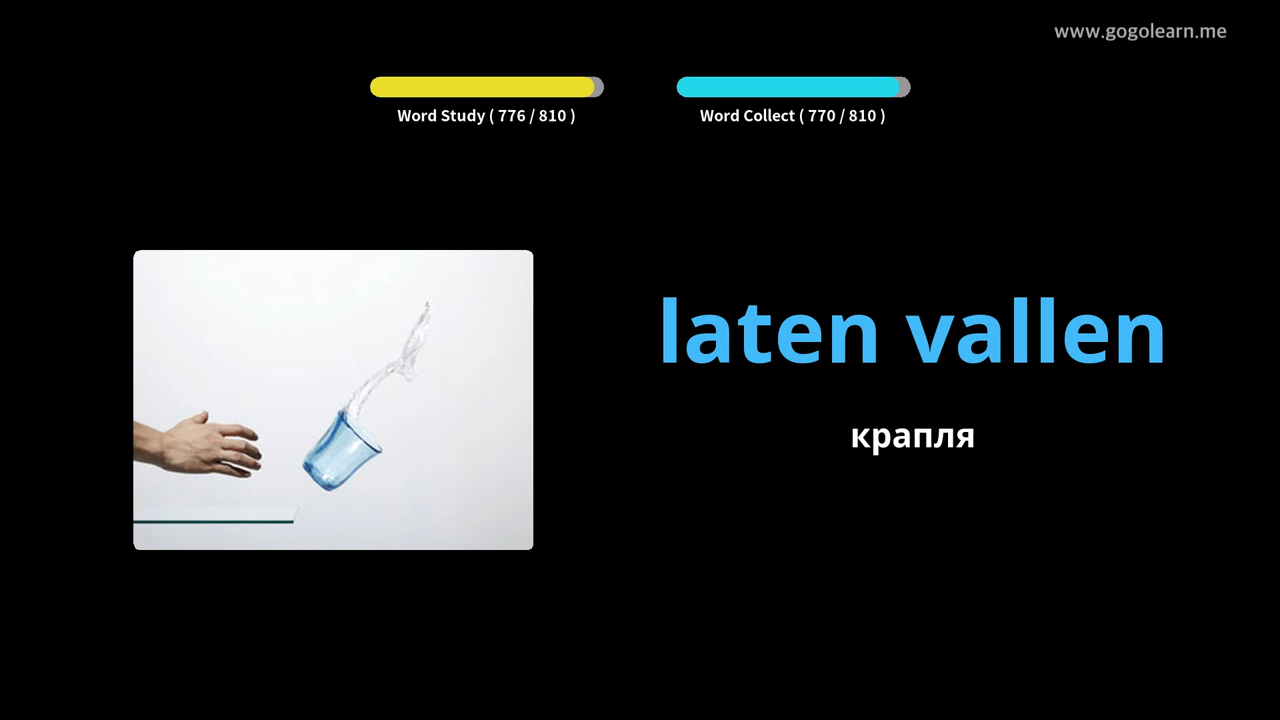 www.gogolearn.me
Word Study ( 776 / 810 )
Word Collect ( 770 / 810 )
laten vallen
крапля